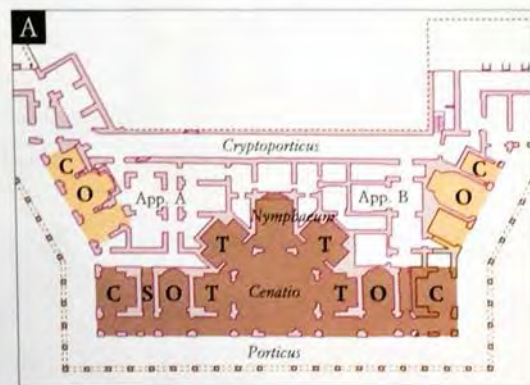 A
Cryptoporticus
C C
O App. A App. B O
Nymphaeum
T T
C S O T Cenatio T O C
Porticus